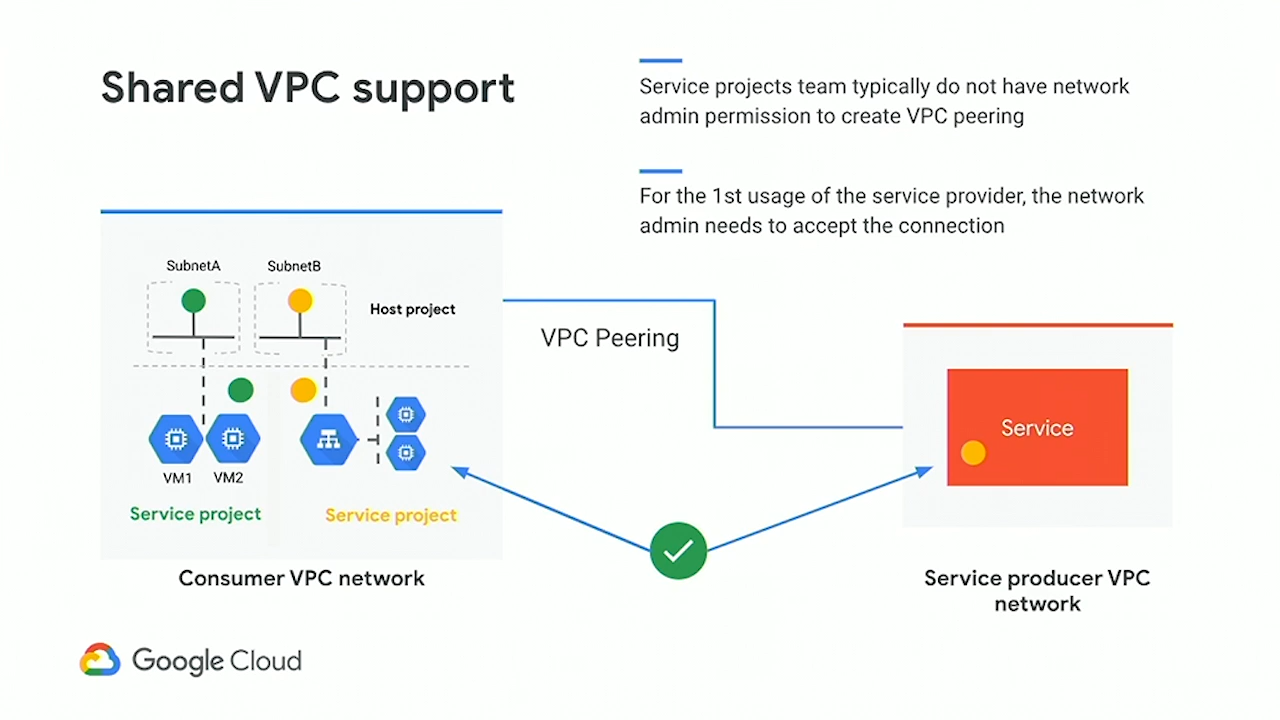 Shared VPC support
Service projects team typically do not have network
admin permission to create VPC peering
For the 1st usage of the service provider, the network
admin needs to accept the connection
SubnetA
SubnetB
Host project
VPC Peering
Service
VM1
VM2
Service project
Service project
Consumer VPC network
Service producer VPC
network
Google Cloud